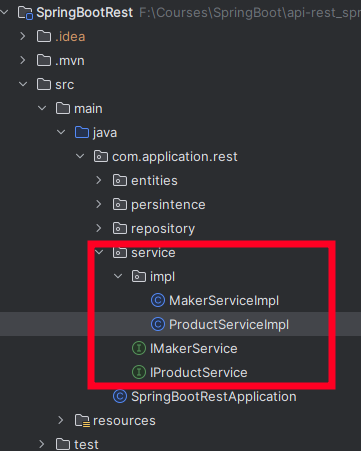 SpringBootRest F:\Courses\SpringBoot\api-rest_spr
.idea
.mvn
src
main
java
com.application.rest
entities
persintence
repository
service
impl
MakerServiceImpl
ProductServiceImpl
IMakerService
IProductService
SpringBootRestApplication
resources
test